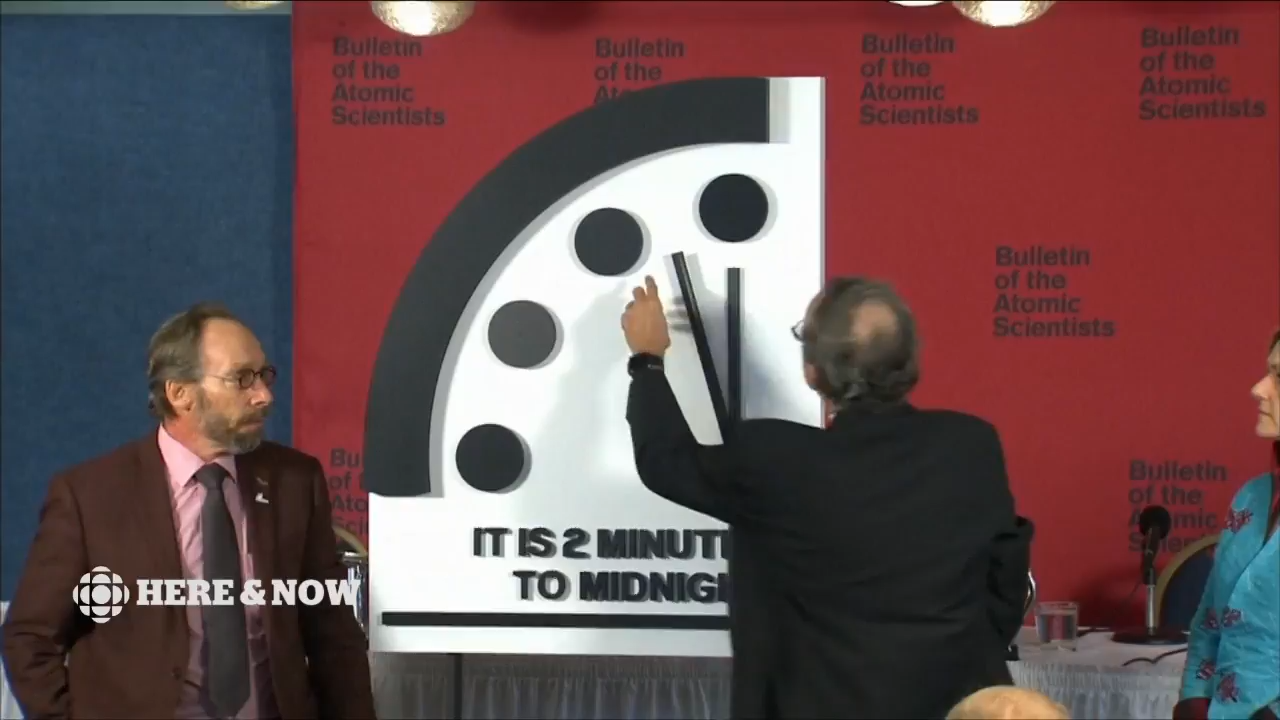 Bulletin
of the
Atomic
Scientists
Bulletin
of the
Bulletin
of the
Atomic
Scientists
Bulletin
of the
Atomic
Scientists
Bulletin
of the
Atomic
Scientists
Bulletin
of the
IT IS 2 MINUT
TO MIDNIG
HERE & NOW